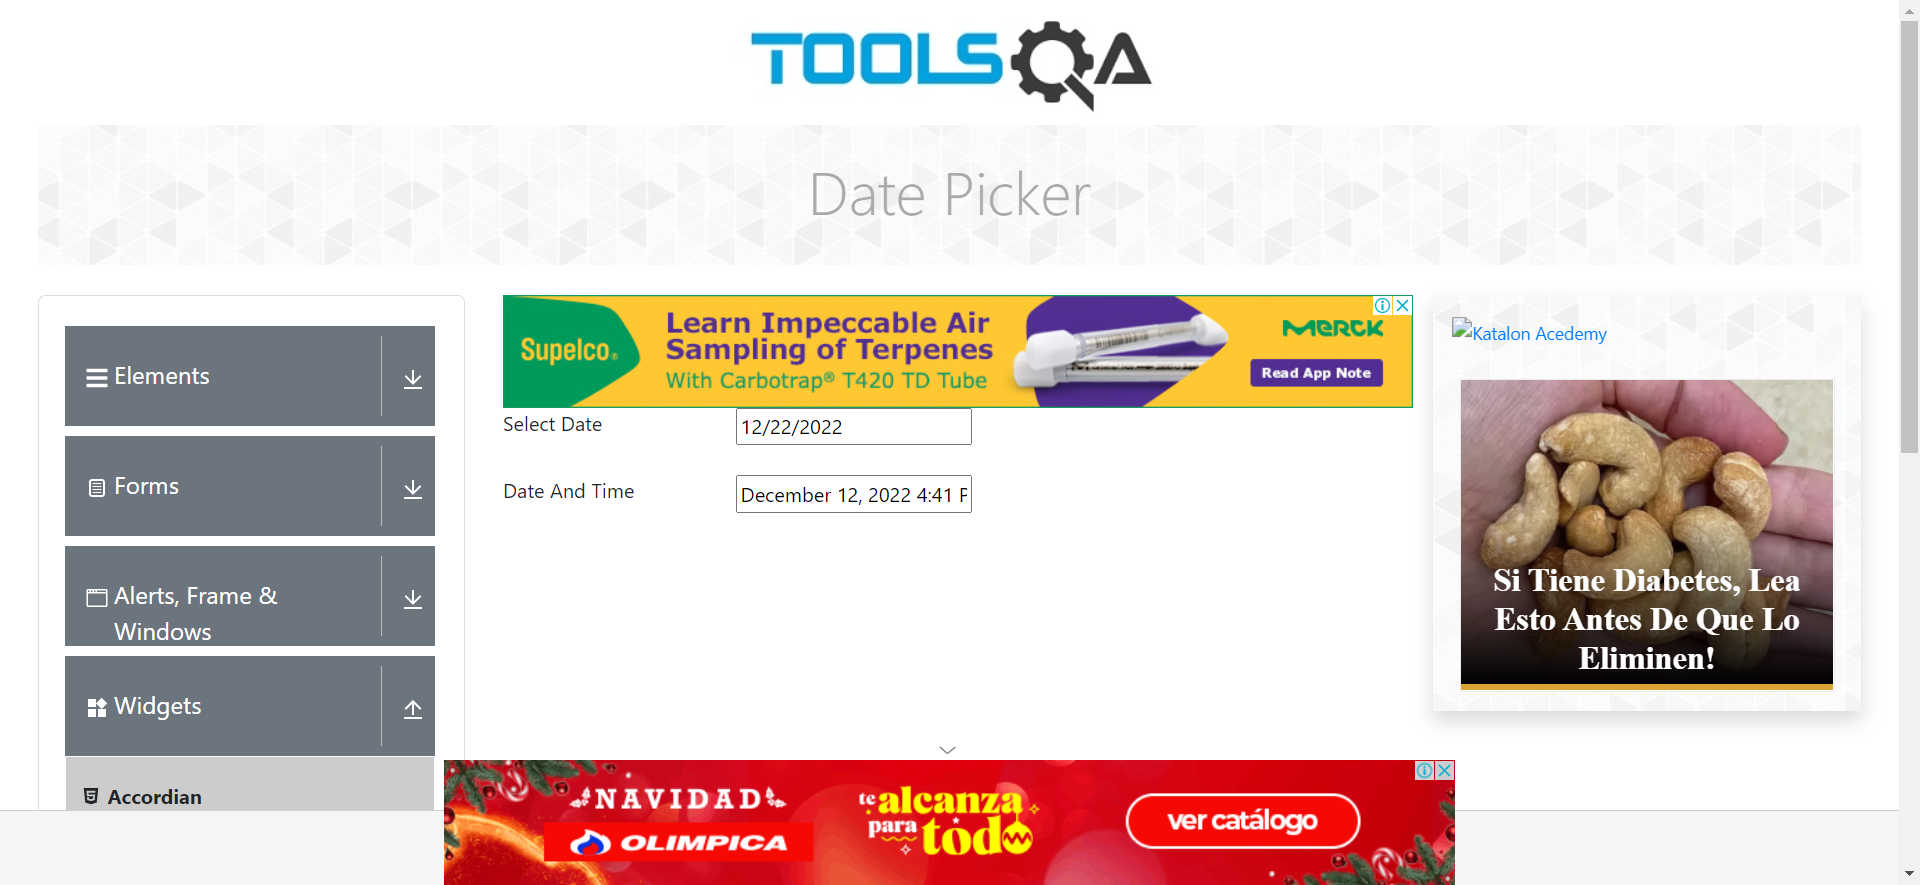 TOOLSQA
Date Picker
Elements
Forms
Alerts, Frame &
Windows
Widgets
Accordian
Supelco®
Learn Impeccable Air
Sampling of Terpenes
With Carbotrap® T420 TD Tube
MERCK
Read App Note
Select Date
12/22/2022
Date And Time
December 12, 2022 4:41 P
Katalon Acedemy
Si Tiene Diabetes, Lea
Esto Antes De Que Lo
Eliminen!
NAVIDAD
OLIMPICA
te
alcanza
para
todo
ver catálogo